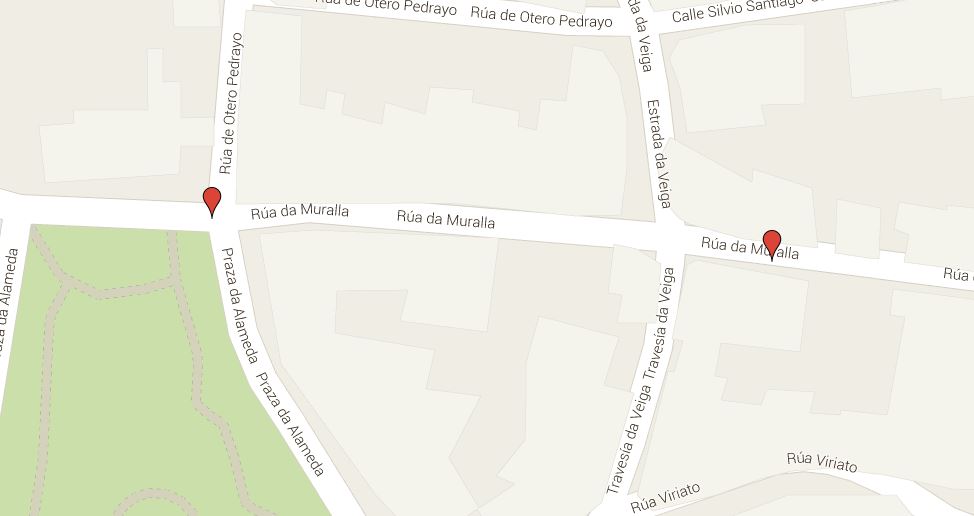 Rúa de Otero Pedrayo
Rúa de Otero Pedrayo
Calle Silvio Santiago
da Veiga
Rúa de Otero Pedrayo
Estrada da Veiga
Rúa da Muralla
Rúa da Muralla
Rúa da Muralla
Rúa
Praza da Alameda
Praza da Alameda
da Alameda
Travesía da Veiga
Travesía da Veiga
Rúa Viriato
Rúa Viriato